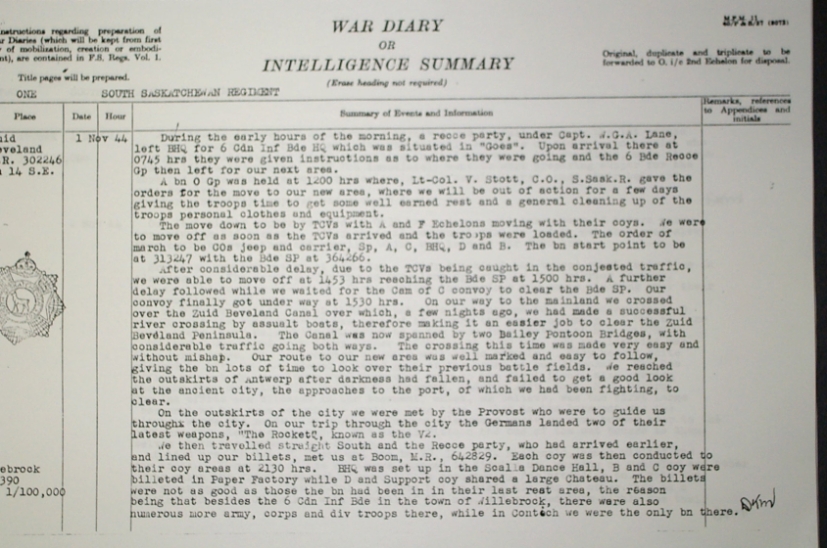 nstructions regarding preparation of
r Diaries (which will be kept from first
of mobilization, creation or embodi-
nt), are contained in F.S. Regs. Vol. I.
Title pages will be prepared.
WAR DIARY
OR
INTELLIGENCE SUMMARY
(Erase heading not required)
Original, duplicate and triplicate to be
forwarded to O. i/c 2nd Echelon for disposal.
ONE SOUTH SASKATCHEWAN REGIMENT
Place Date Hour Summary of Events and Information Remarks, references
to Appendices and
initials
uid
eveland
R. 302246
14 S.E.
1 Nov 44
During the early hours of the morning, a recce party, under Capt. W.G.A. Lane,
left BHQ for 6 Cdn Inf Bde HQ which was situated in "Goes". Upon arrival there at
0745 hrs they were given instructions as to where they were going and the 6 Bde Recce
Gp then left for our next area.
A bn O Gp was held at 1200 hrs where, Lt-Col. V. Stott, C.O., S.Sask.R. gave the
orders for the move to our new area, where we will be out of action for a few days
giving the troops time to get some well earned rest and a general cleaning up of the
troops personal clothes and equipment.
The move down to be by TCVs with A and F Echelons moving with their coys. We were
to move off as soon as the TCVs arrived and the troops were loaded. The order of
march to be COs jeep and carrier, Sp, A, C, BHQ, D and B. The bn start point to be
at 313247 with the Bde SP at 364266.
After considerable delay, due to the TCVs being caught in the conjested traffic,
we were able to move off at 1453 hrs reaching the Bde SP at 1500 hrs. A further
delay followed while we waited for the Cam of C convoy to clear the Bde SP. Our
convoy finally got under way at 1530 hrs. On our way to the mainland we crossed
over the Zuid Beveland Canal over which, a few nights ago, we had made a successful
river crossing by assualt boats, therefore making it an easier job to clear the Zuid
Bevdland Peninsula. The Canal was now spanned by two Bailey Pontoon Bridges, with
considerable traffic going both ways. The crossing this time was made very easy and
without mishap. Our route to our new area was well marked and easy to follow,
giving the bn lots of time to look over their previous battle fields. We reached
the outskirts of Antwerp after darkness had fallen, and failed to get a good look
at the ancient city, the approaches to the port, of which we had been fighting, to
clear.
On the outskirts of the city we were met by the Provost who were to guide us
through the city. On our trip through the city the Germans landed two of their
latest weapons, "The Rocket", known as the V2.
We then travelled straight South and the Recce party, who had arrived earlier,
and lined up our billets, met us at Boom, M.R., 642829. Each coy was then conducted to
their coy areas at 2130 hrs. BHQ was set up in the Scalla Dance Hall, B and C coy were
billeted in Paper Factory while D and Support coy shared a large Chateau. The billets
were not as good as those the bn had been in in their last rest area, the reason
being that besides the 6 Cdn Inf Bde in the town of Willebrook, there were also
numerous more army, corps and div troops there, while in Contich we were the only bn there.
ebrook
390
1/100,000